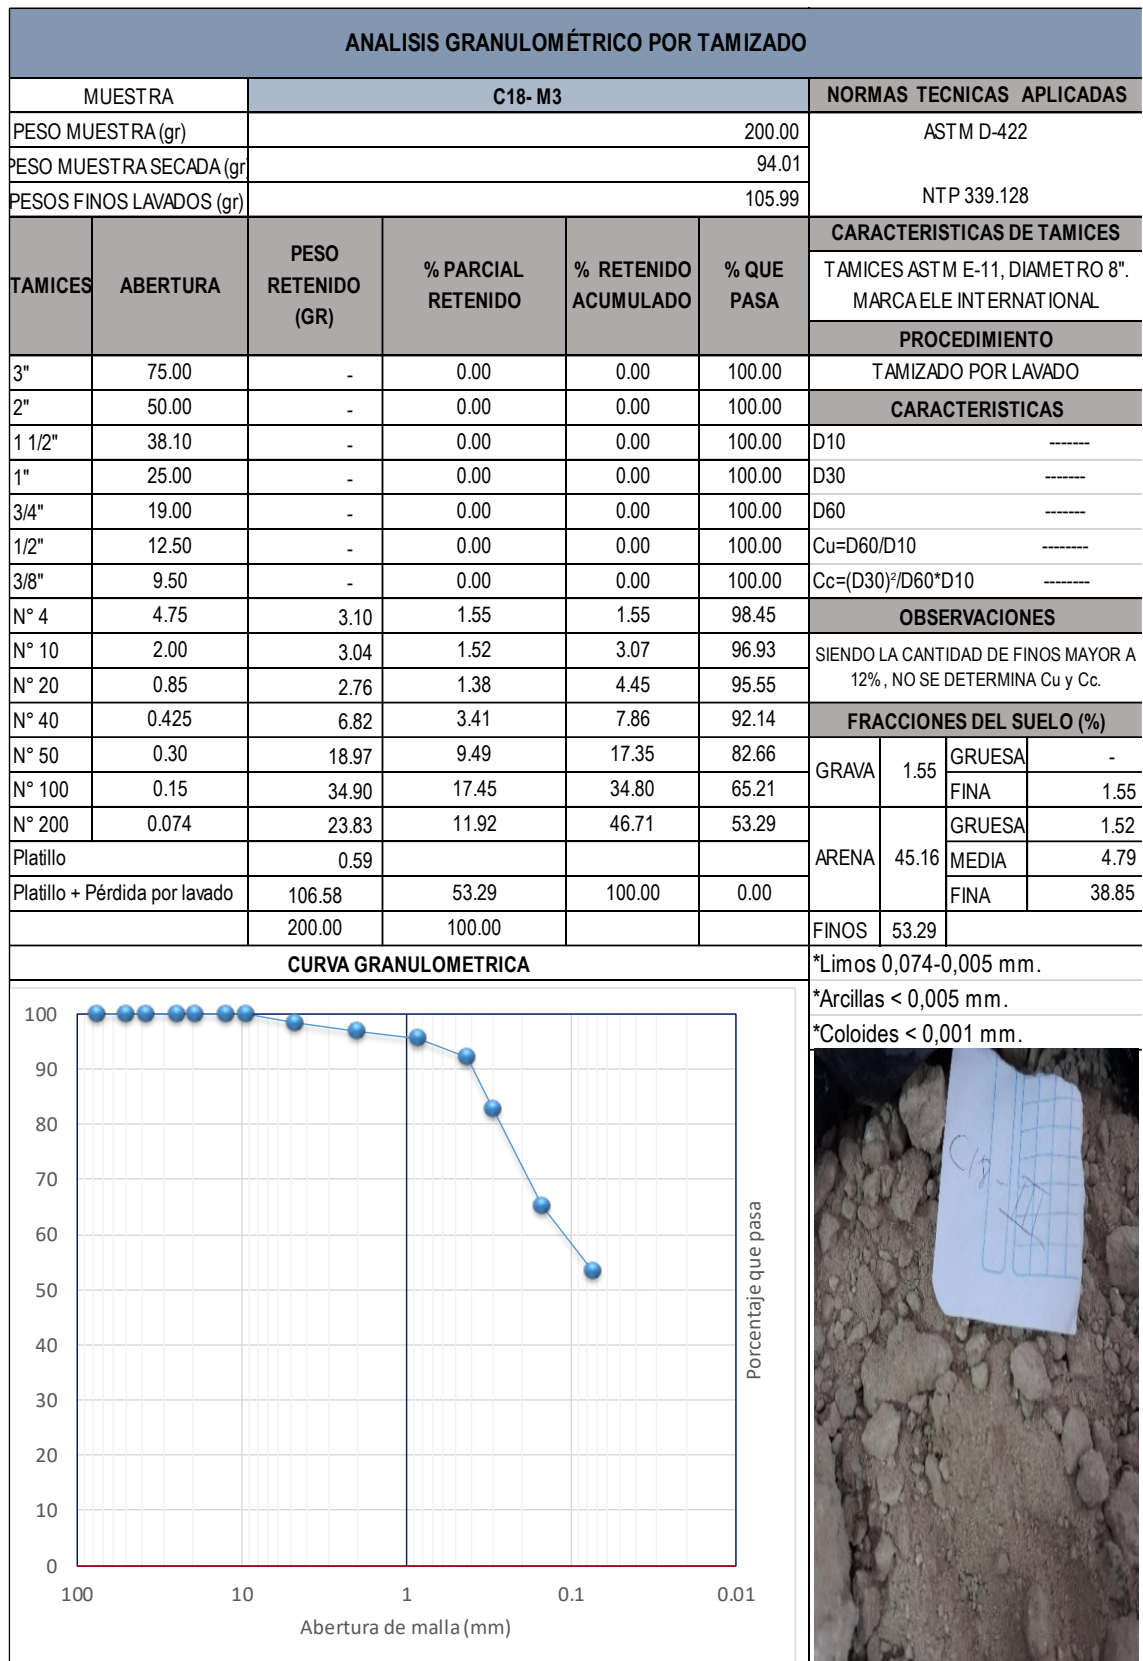 ANALISIS GRANULOMÉTRICO POR TAMIZADO
MUESTRA C18- M3 NORMAS TECNICAS APLICADAS
PESO MUESTRA (gr) 200.00 ASTM D-422
PESO MUESTRA SECADA (gr) 94.01
PESOS FINOS LAVADOS (gr) 105.99 NTP 339.128
TAMICES ABERTURA PESO RETENIDO (GR) % PARCIAL RETENIDO % RETENIDO ACUMULADO % QUE PASA
CARACTERISTICAS DE TAMICES
TAMICES ASTM E-11, DIAMETRO 8".
MARCA ELE INTERNATIONAL
PROCEDIMIENTO
3" 75.00 - 0.00 0.00 100.00 TAMIZADO POR LAVADO
2" 50.00 - 0.00 0.00 100.00 CARACTERISTICAS
1 1/2" 38.10 - 0.00 0.00 100.00 D10 -------
1" 25.00 - 0.00 0.00 100.00 D30 -------
3/4" 19.00 - 0.00 0.00 100.00 D60 -------
1/2" 12.50 - 0.00 0.00 100.00 Cu=D60/D10 --------
3/8" 9.50 - 0.00 0.00 100.00 Cc=(D30)²/D60*D10 --------
N° 4 4.75 3.10 1.55 1.55 98.45 OBSERVACIONES
N° 10 2.00 3.04 1.52 3.07 96.93 SIENDO LA CANTIDAD DE FINOS MAYOR A
N° 20 0.85 2.76 1.38 4.45 95.55 12%, NO SE DETERMINA Cu y Cc.
N° 40 0.425 6.82 3.41 7.86 92.14 FRACCIONES DEL SUELO (%)
N° 50 0.30 18.97 9.49 17.35 82.66 GRAVA 1.55 GRUESA -
N° 100 0.15 34.90 17.45 34.80 65.21 FINA 1.55
N° 200 0.074 23.83 11.92 46.71 53.29 GRUESA 1.52
Platillo 0.59 ARENA 45.16 MEDIA 4.79
Platillo + Pérdida por lavado 106.58 53.29 100.00 0.00 FINA 38.85
200.00 100.00 FINOS 53.29
CURVA GRANULOMETRICA *Limos 0,074-0,005 mm.
*Arcillas < 0,005 mm.
*Coloides < 0,001 mm.
100
90
80
70
60
50
40
30
20
10
0
100 10 1 0.1 0.01
Abertura de malla (mm)
Porcentaje que pasa